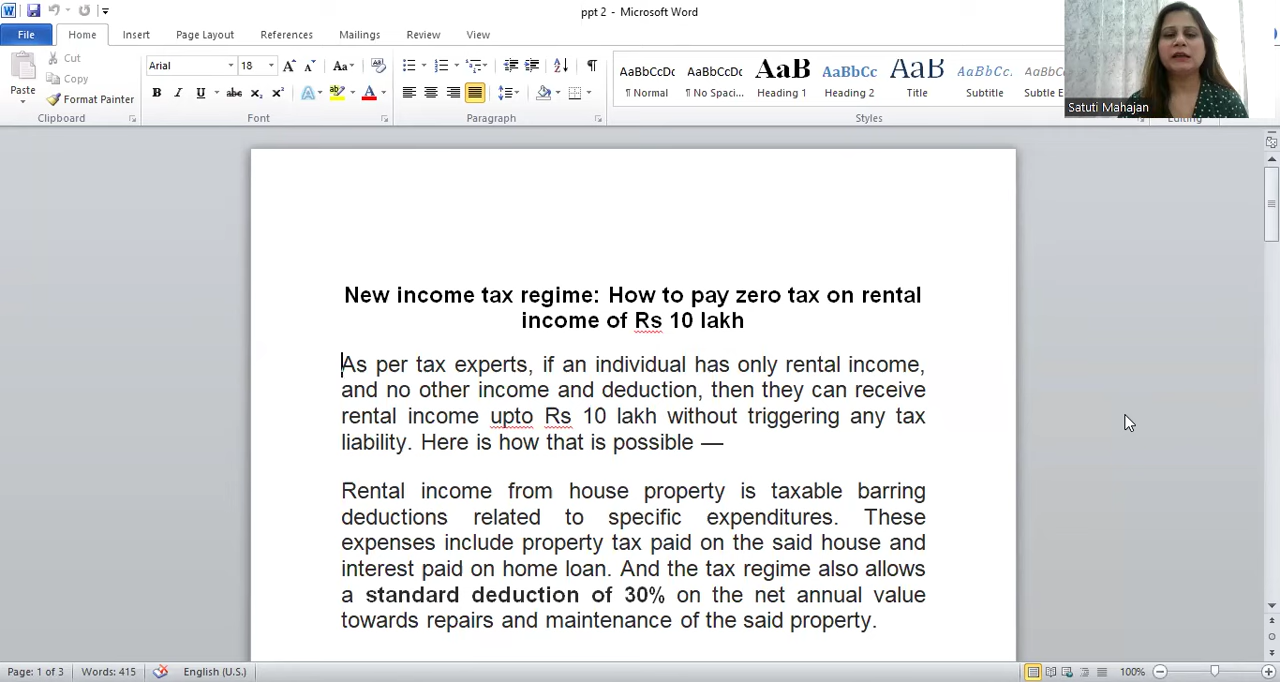 ppt 2 - Microsoft Word
File Home Insert Page Layout References Mailings Review View
Cut
Copy
Paste
Format Painter
Clipboard
Arial 18
Font
Paragraph
AaBbCcDc AaBbCcDc AaB AaBbCc AaB AaBbCc. AaBbCc
¶ Normal ¶ No Spaci... Heading 1 Heading 2 Title Subtitle Subtle E
Styles
Editing
Satuti Mahajan
New income tax regime: How to pay zero tax on rental
income of Rs 10 lakh
As per tax experts, if an individual has only rental income,
and no other income and deduction, then they can receive
rental income upto Rs 10 lakh without triggering any tax
liability. Here is how that is possible —
Rental income from house property is taxable barring
deductions related to specific expenditures. These
expenses include property tax paid on the said house and
interest paid on home loan. And the tax regime also allows
a standard deduction of 30% on the net annual value
towards repairs and maintenance of the said property.
Page: 1 of 3 Words: 415 English (U.S.) 100%